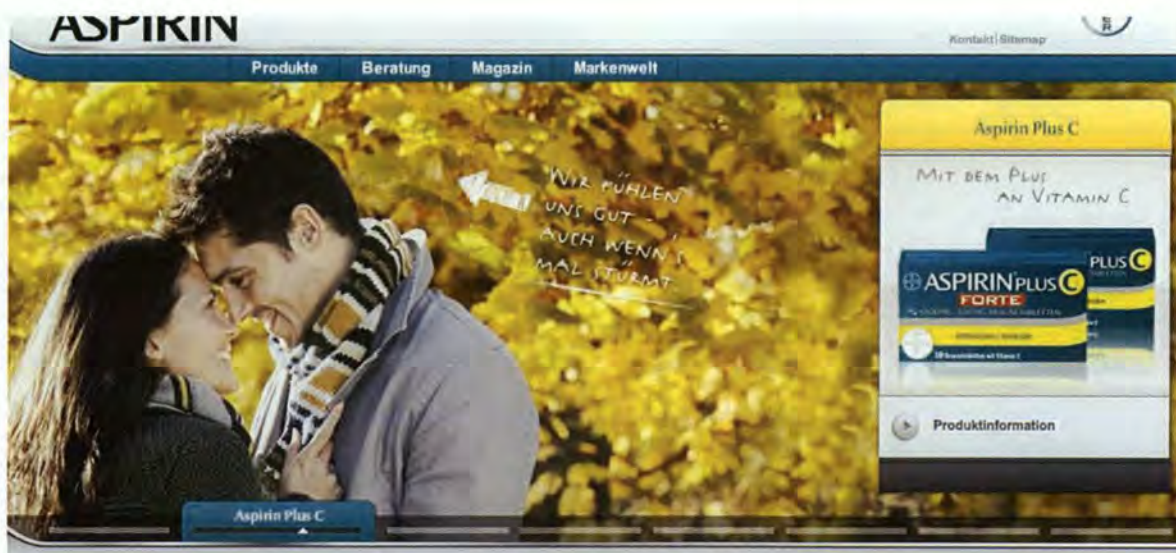 ASPIRIN
Kontakt|Sitemap
E
R
Produkte Beratung Magazin Markenwelt
WIR FÜHLEN
UNS GUT -
AUCH WENN'S
MAL STÜRMT
Aspirin Plus C
MIT DEM PLUS
AN VITAMIN C
PLUS C
ASPIRIN PLUS C
FORTE
Produktinformation
Aspirin Plus C